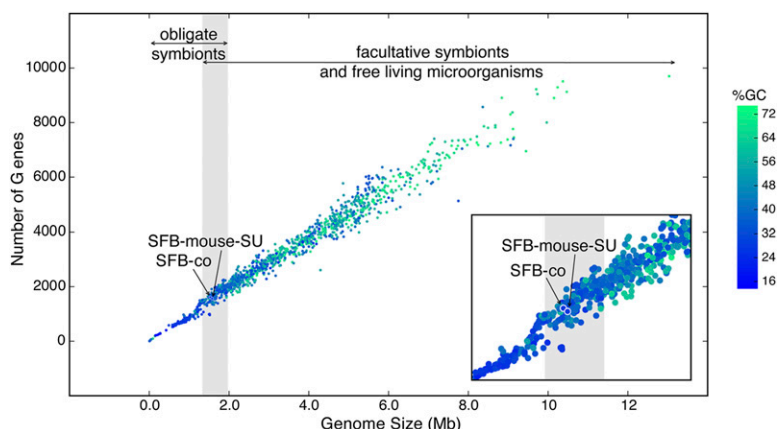 obligate
symbionts
facultative symbionts
and free living microorganisms
%GC
10000
8000
6000
4000
2000
0
Number of Genes
SFB-mouse-SU
SFB-co
SFB-mouse-SU
SFB-co
72
64
56
48
40
32
24
16
0.0 2.0 4.0 6.0 8.0 10 12
Genome Size (Mb)